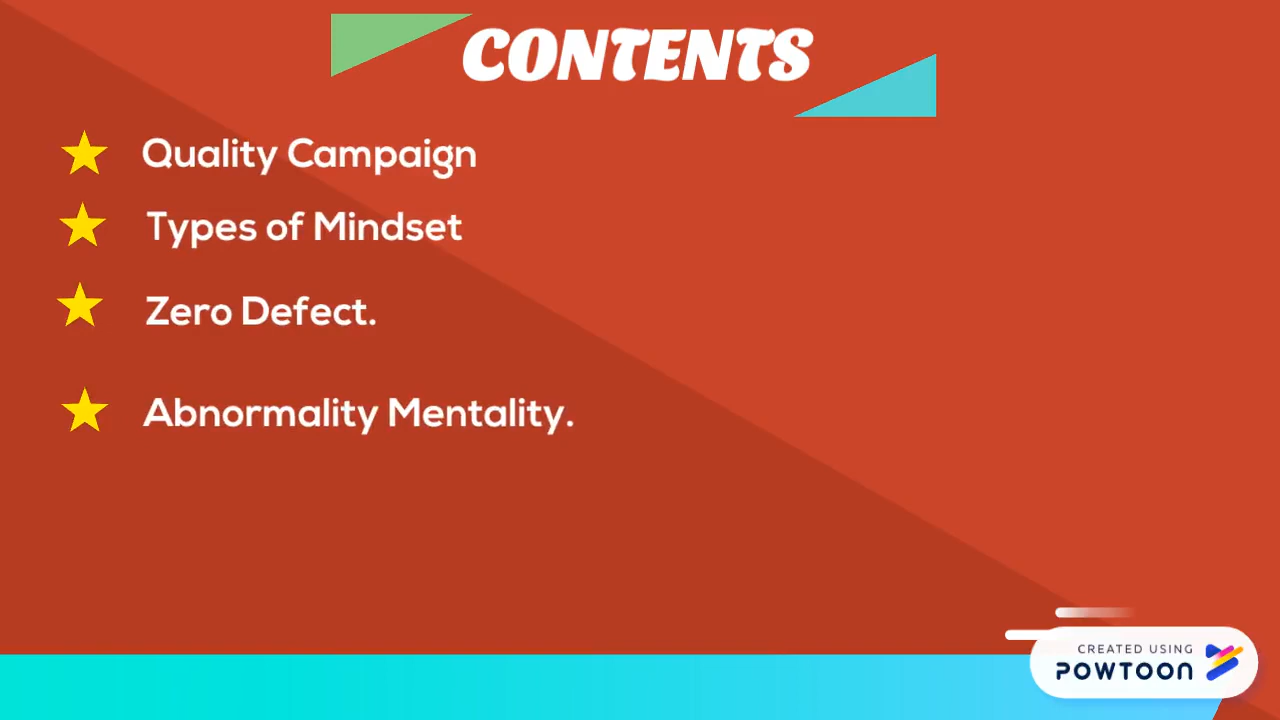 CONTENTS
Quality Campaign
Types of Mindset
Zero Defect.
Abnormality Mentality.
CREATED USING
POWTOON